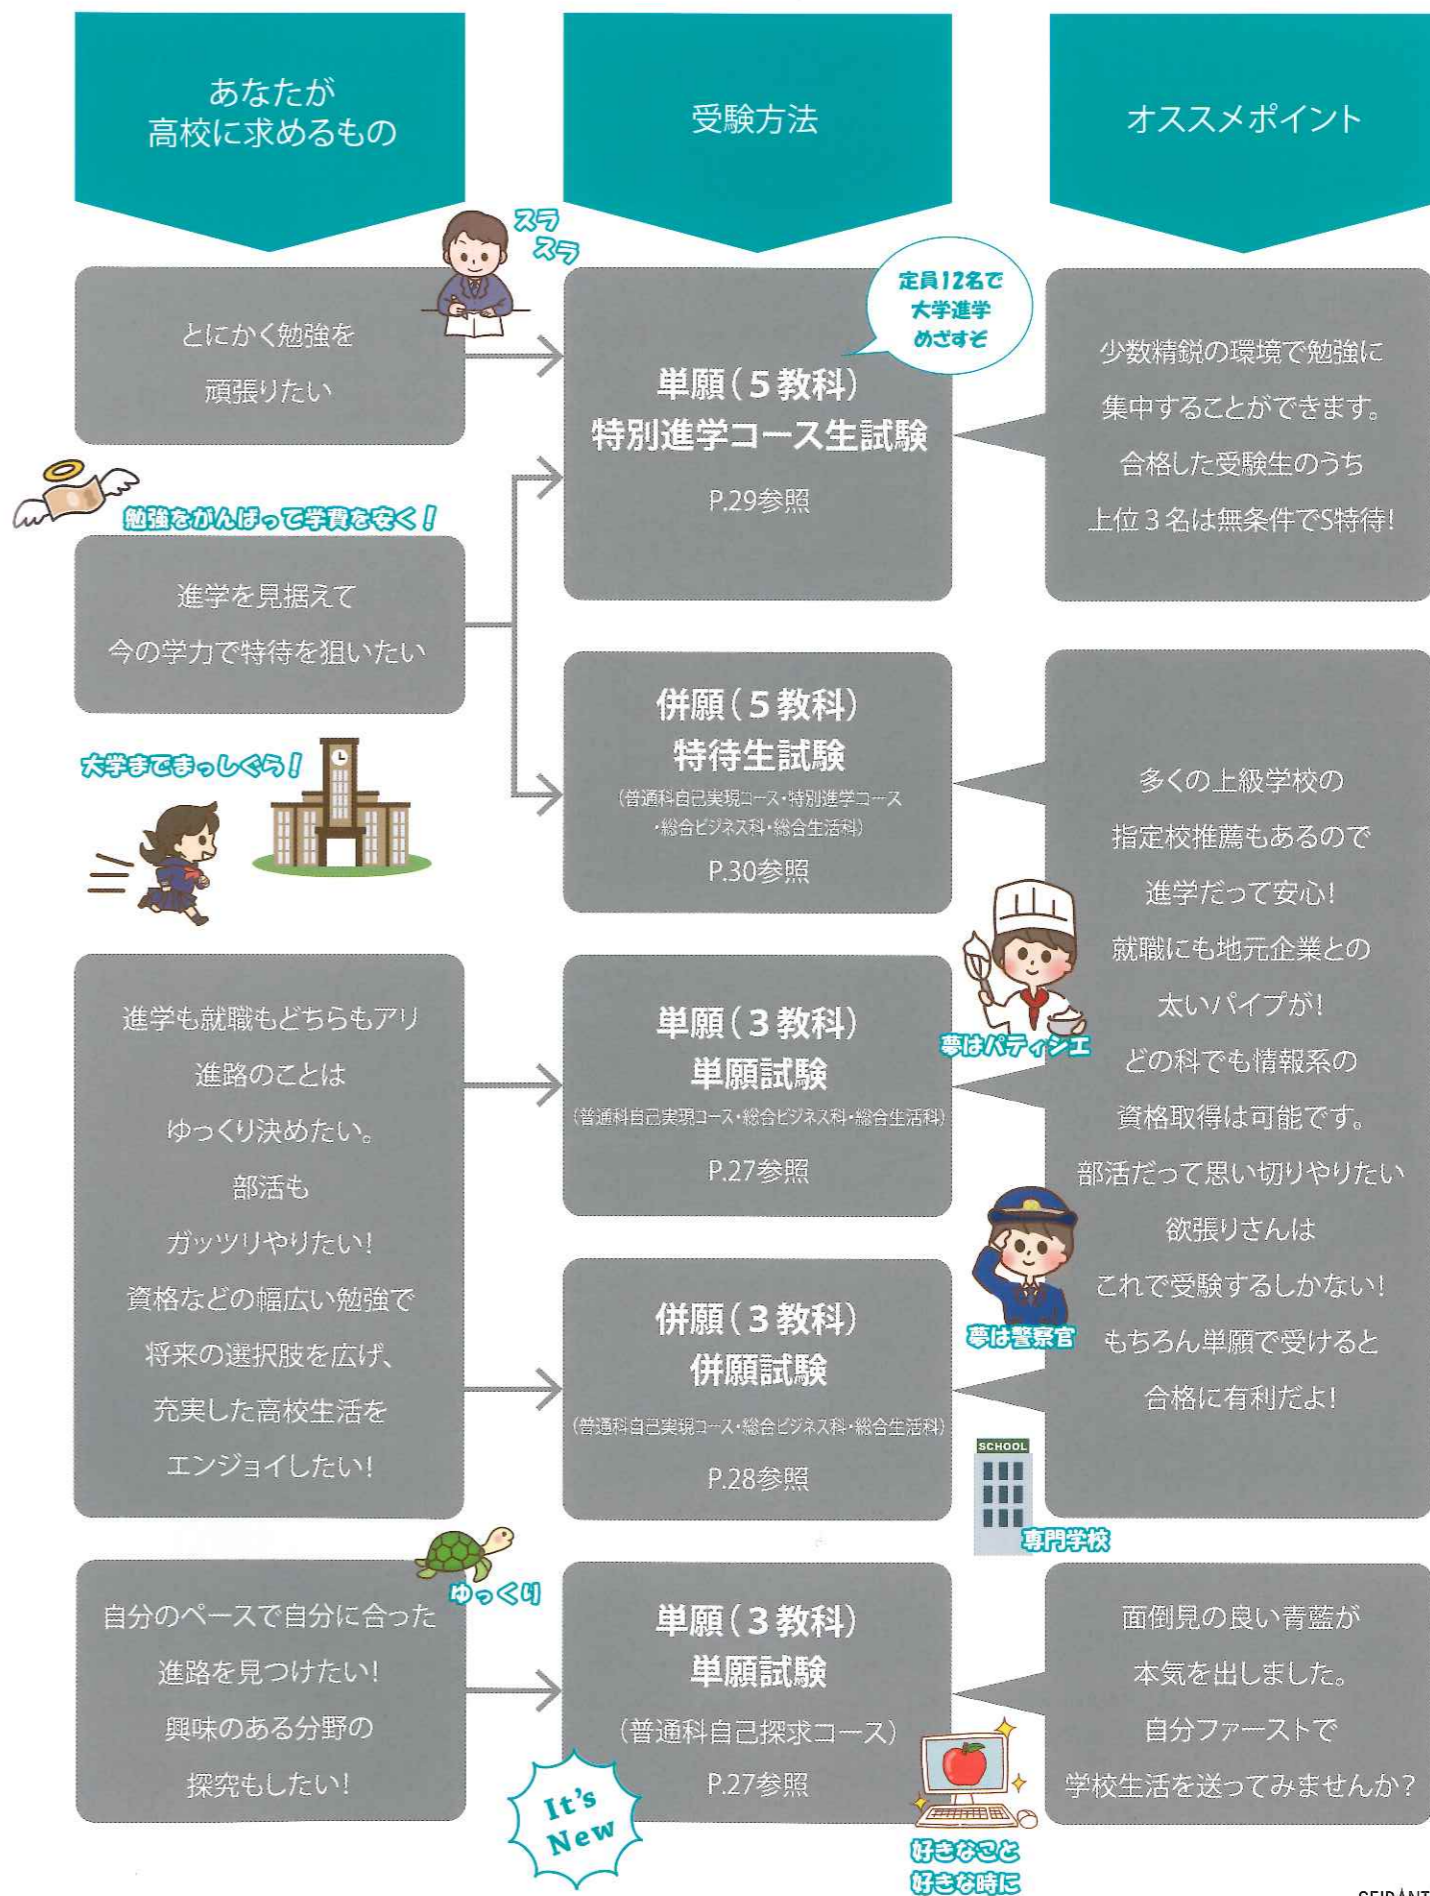 あなたが
高校に求めるもの
受験方法
オススメポイント
スラ
スラ
とにかく勉強を
頑張りたい
定員12名で
大学進学
めざすぞ
単願(5教科)
特別進学コース生試験
P.29参照
少数精鋭の環境で勉強に
集中することができます。
合格した受験生のうち
上位3名は無条件でS特待!
勉強をがんばって学費を安く!
進学を見据えて
今の学力で特待を狙いたい
大学までまっしぐら!
併願(5教科)
特待生試験
(普通科自己実現コース・特別進学コース
・総合ビジネス科・総合生活科)
P.30参照
多くの上級学校の
指定校推薦もあるので
進学だって安心!
就職にも地元企業との
太いパイプが!
どの科でも情報系の
資格取得は可能です。
部活だって思い切りやりたい
欲張りさんは
これで受験するしかない!
もちろん単願で受けると
合格に有利だよ!
進学も就職もどちらもアリ
進路のことは
ゆっくり決めたい。
部活も
ガッツリやりたい!
資格などの幅広い勉強で
将来の選択肢を広げ、
充実した高校生活を
エンジョイしたい!
単願(3教科)
単願試験
(普通科自己実現コース・総合ビジネス科・総合生活科)
P.27参照
夢はパティシエ
併願(3教科)
併願試験
(普通科自己実現コース・総合ビジネス科・総合生活科)
P.28参照
夢は警察官
SCHOOL
専門学校
ゆっくり
自分のペースで自分に合った
進路を見つけたい!
興味のある分野の
探究もしたい!
単願(3教科)
単願試験
(普通科自己探求コース)
P.27参照
It's
New
好きなこと
好きな時に
面倒見の良い青藍が
本気を出しました。
自分ファーストで
学校生活を送ってみませんか?